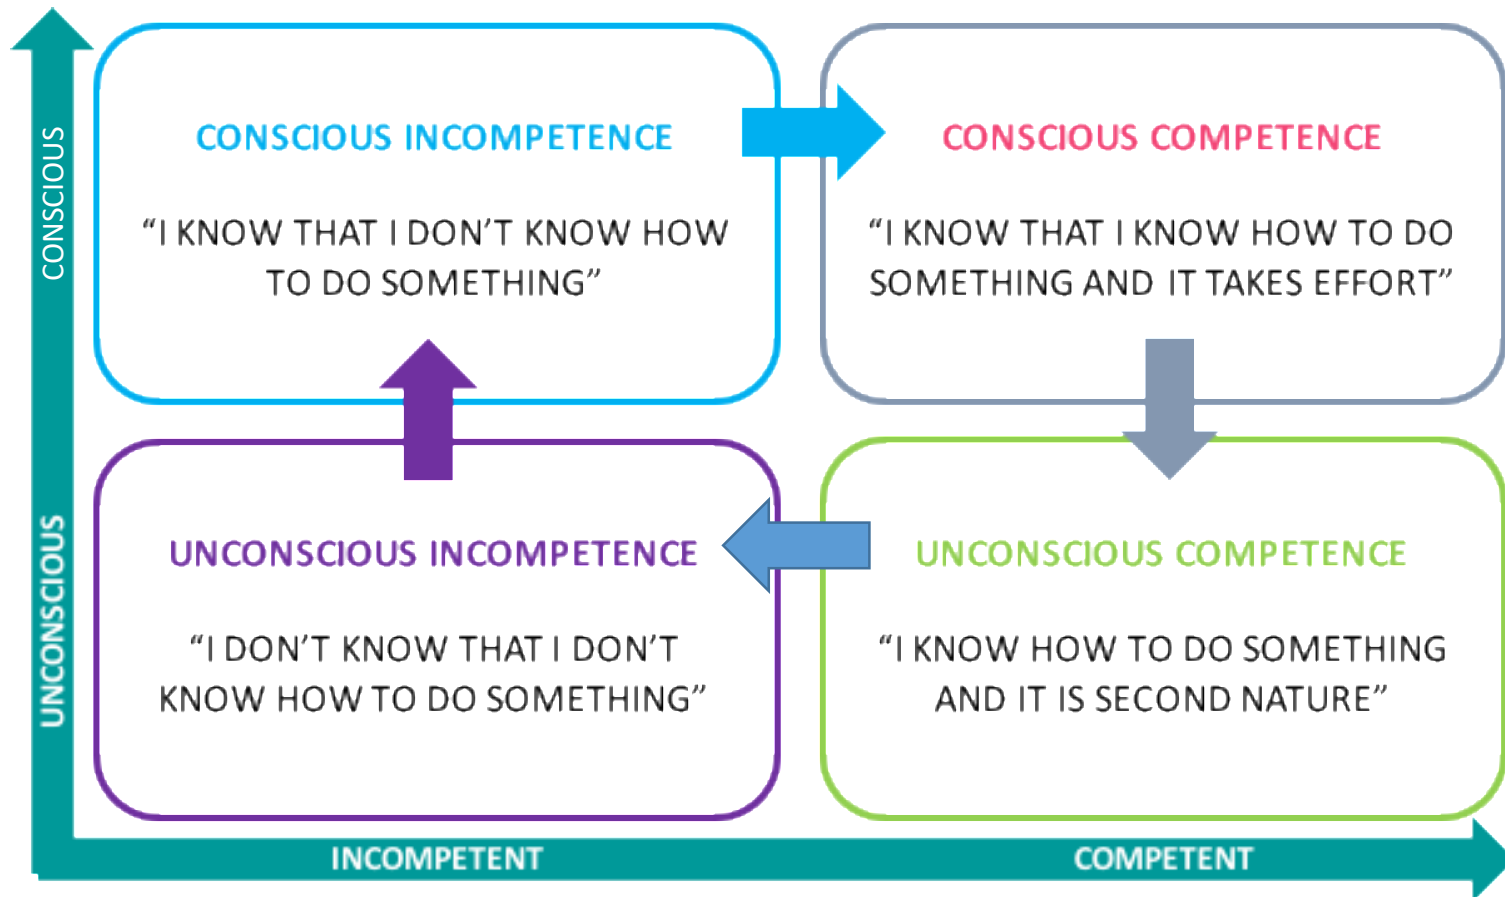 CONSCIOUS
CONSCIOUS INCOMPETENCE
“I KNOW THAT I DON’T KNOW HOW
TO DO SOMETHING”
CONSCIOUS COMPETENCE
“I KNOW THAT I KNOW HOW TO DO
SOMETHING AND IT TAKES EFFORT”
UNCONSCIOUS
UNCONSCIOUS INCOMPETENCE
“I DON’T KNOW THAT I DON’T
KNOW HOW TO DO SOMETHING”
UNCONSCIOUS COMPETENCE
“I KNOW HOW TO DO SOMETHING
AND IT IS SECOND NATURE”
INCOMPETENT
COMPETENT